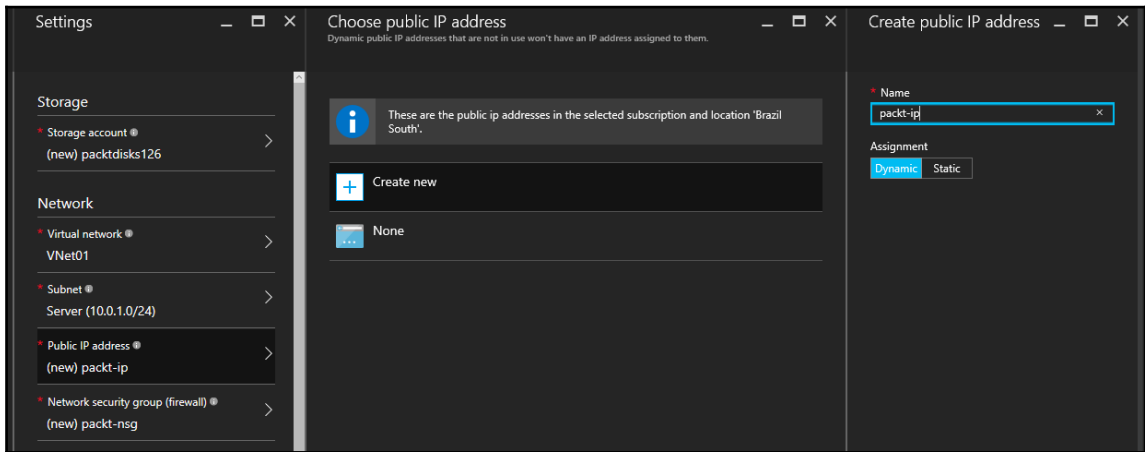 Settings
Storage
* Storage account
(new) packtdisks126
Network
* Virtual network
VNet01
* Subnet
Server (10.0.1.0/24)
* Public IP address
(new) packt-ip
* Network security group (firewall)
(new) packt-nsg
Choose public IP address
Dynamic public IP addresses that are not in use won't have an IP address assigned to them.
These are the public ip addresses in the selected subscription and location 'Brazil
South'.
Create new
None
Create public IP address
* Name
packt-ip
Assignment
Dynamic Static